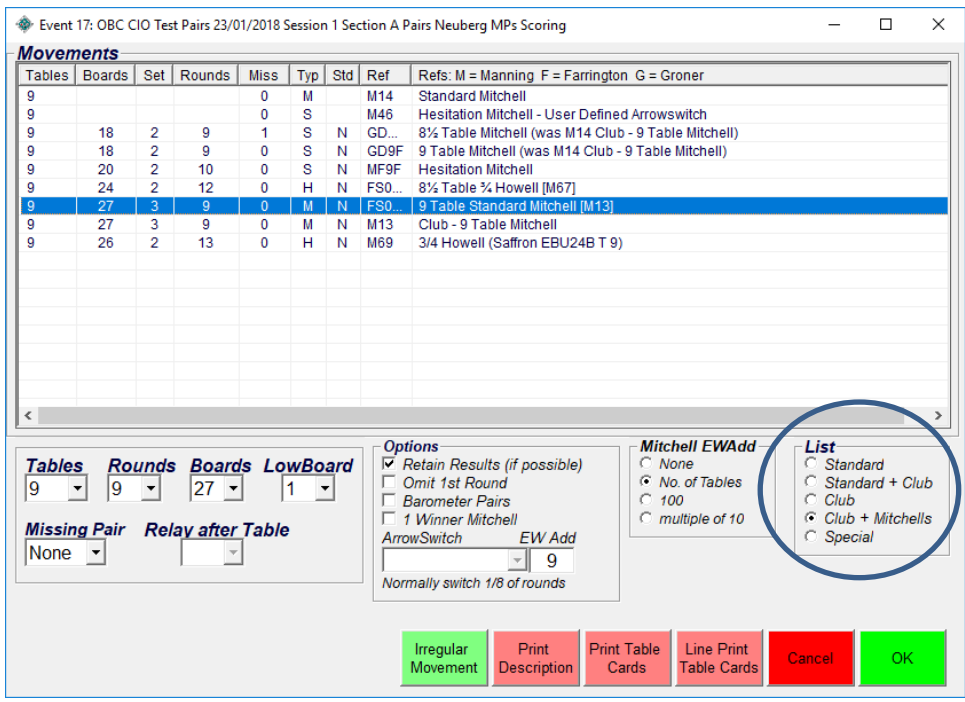 Event 17: OBC CIO Test Pairs 23/01/2018 Session 1 Section A Pairs Neuberg MPs Scoring
Movements
Tables Boards Set Rounds Miss Typ Std Ref Refs: M = Manning F = Farrington G = Groner
9 0 M M14 Standard Mitchell
9 0 S M46 Hesitation Mitchell - User Defined Arrowswitch
9 18 2 9 1 S N GD... 8½ Table Mitchell (was M14 Club - 9 Table Mitchell)
9 18 2 9 0 S N GD9F 9 Table Mitchell (was M14 Club - 9 Table Mitchell)
9 20 2 10 0 S N MF9F Hesitation Mitchell
9 24 2 12 0 H N FS0... 8½ Table ¾ Howell [M67]
9 27 3 9 0 M N FS0... 9 Table Standard Mitchell [M13]
9 27 3 9 0 M N M13 Club - 9 Table Mitchell
9 26 2 13 0 H N M69 3/4 Howell (Saffron EBU24B T 9)
Tables Rounds Boards LowBoard
9 9 27 1
Missing Pair Relay after Table
None
Options
Retain Results (if possible)
Omit 1st Round
Barometer Pairs
1 Winner Mitchell
ArrowSwitch EW Add
9
Normally switch 1/8 of rounds
Mitchell EWAdd
None
No. of Tables
100
multiple of 10
List
Standard
Standard + Club
Club
Club + Mitchells
Special
Irregular
Movement
Print
Description
Print Table
Cards
Line Print
Table Cards
Cancel
OK